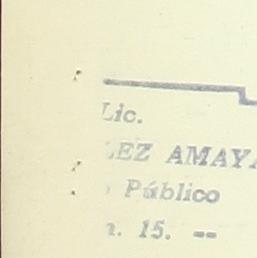 Lic.
EZ AMAYA
Público
. 15. --